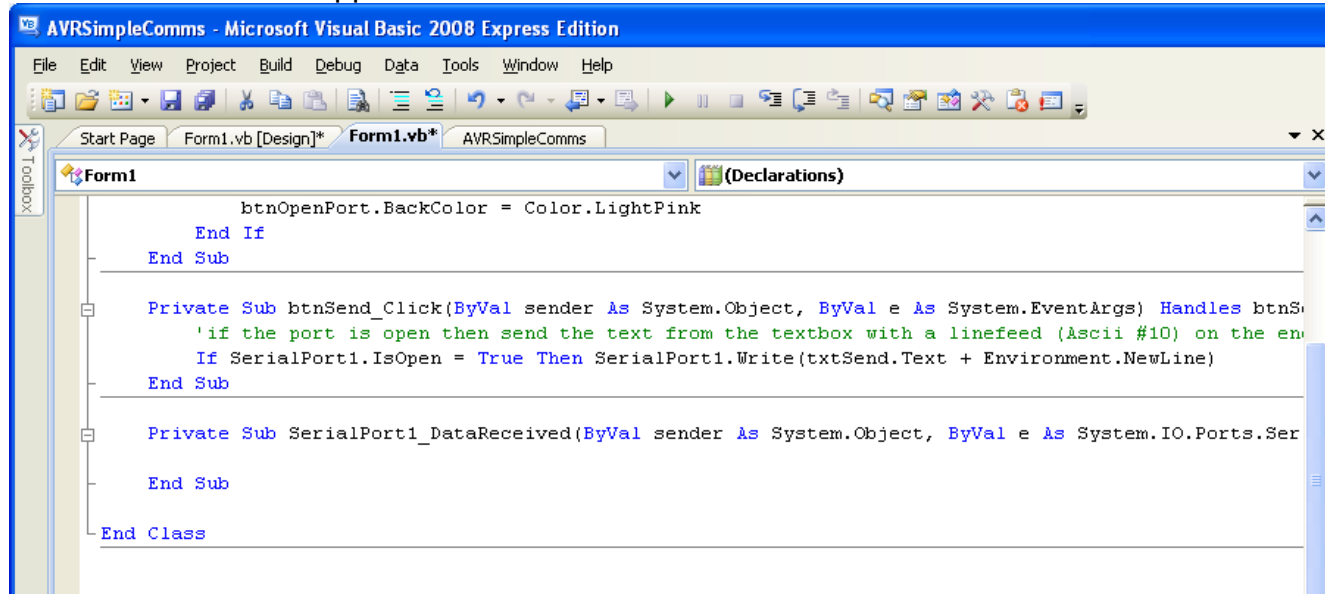 AVRSimpleComms - Microsoft Visual Basic 2008 Express Edition
File Edit View Project Build Debug Data Tools Window Help
Start Page Form1.vb [Design]* Form1.vb* AVRSimpleComms
Toolbox
Form1 (Declarations)
btnOpenPort.BackColor = Color.LightPink
End If
End Sub
Private Sub btnSend_Click(ByVal sender As System.Object, ByVal e As System.EventArgs) Handles btnS
'if the port is open then send the text from the textbox with a linefeed (Ascii #10) on the en
If SerialPort1.IsOpen = True Then SerialPort1.Write(txtSend.Text + Environment.NewLine)
End Sub
Private Sub SerialPort1_DataReceived(ByVal sender As System.Object, ByVal e As System.IO.Ports.Ser
End Sub
End Class